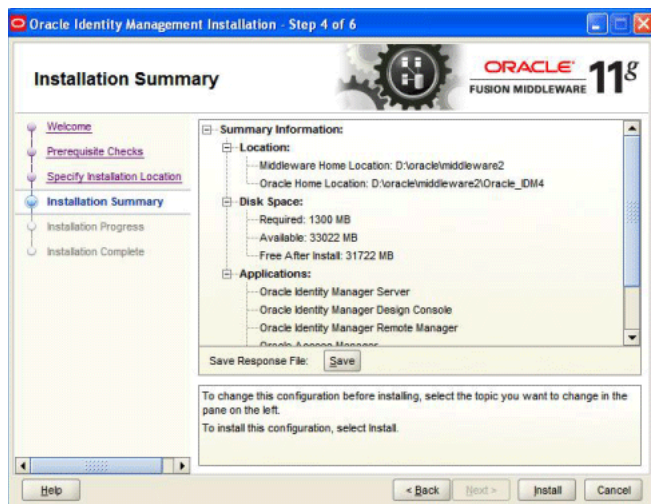 Oracle Identity Management Installation - Step 4 of 6
Installation Summary
ORACLE
FUSION MIDDLEWARE 11g
Welcome
Prerequisite Checks
Specify Installation Location
Installation Summary
Installation Progress
Installation Complete
Summary Information:
Location:
Middleware Home Location: D:\oracle\middleware2
Oracle Home Location: D:\oracle\middleware2\Oracle_IDM4
Disk Space:
Required: 1300 MB
Available: 33022 MB
Free After Install: 31722 MB
Applications:
Oracle Identity Manager Server
Oracle Identity Manager Design Console
Oracle Identity Manager Remote Manager
Oracle Access Manager
Save Response File: Save
To change this configuration before installing, select the topic you want to change in the
pane on the left.
To install this configuration, select Install.
Help
< Back
Next >
Install
Cancel